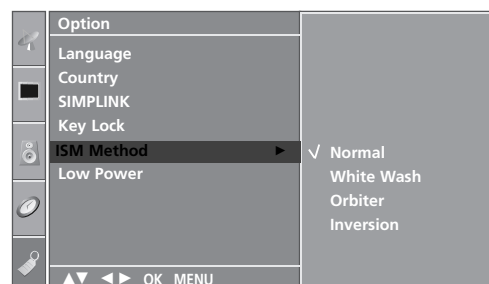 Option
Language
Country
SIMPLINK
Key Lock
ISM Method ►
Low Power
√ Normal
White Wash
Orbiter
Inversion
▲▼ ◄► OK MENU